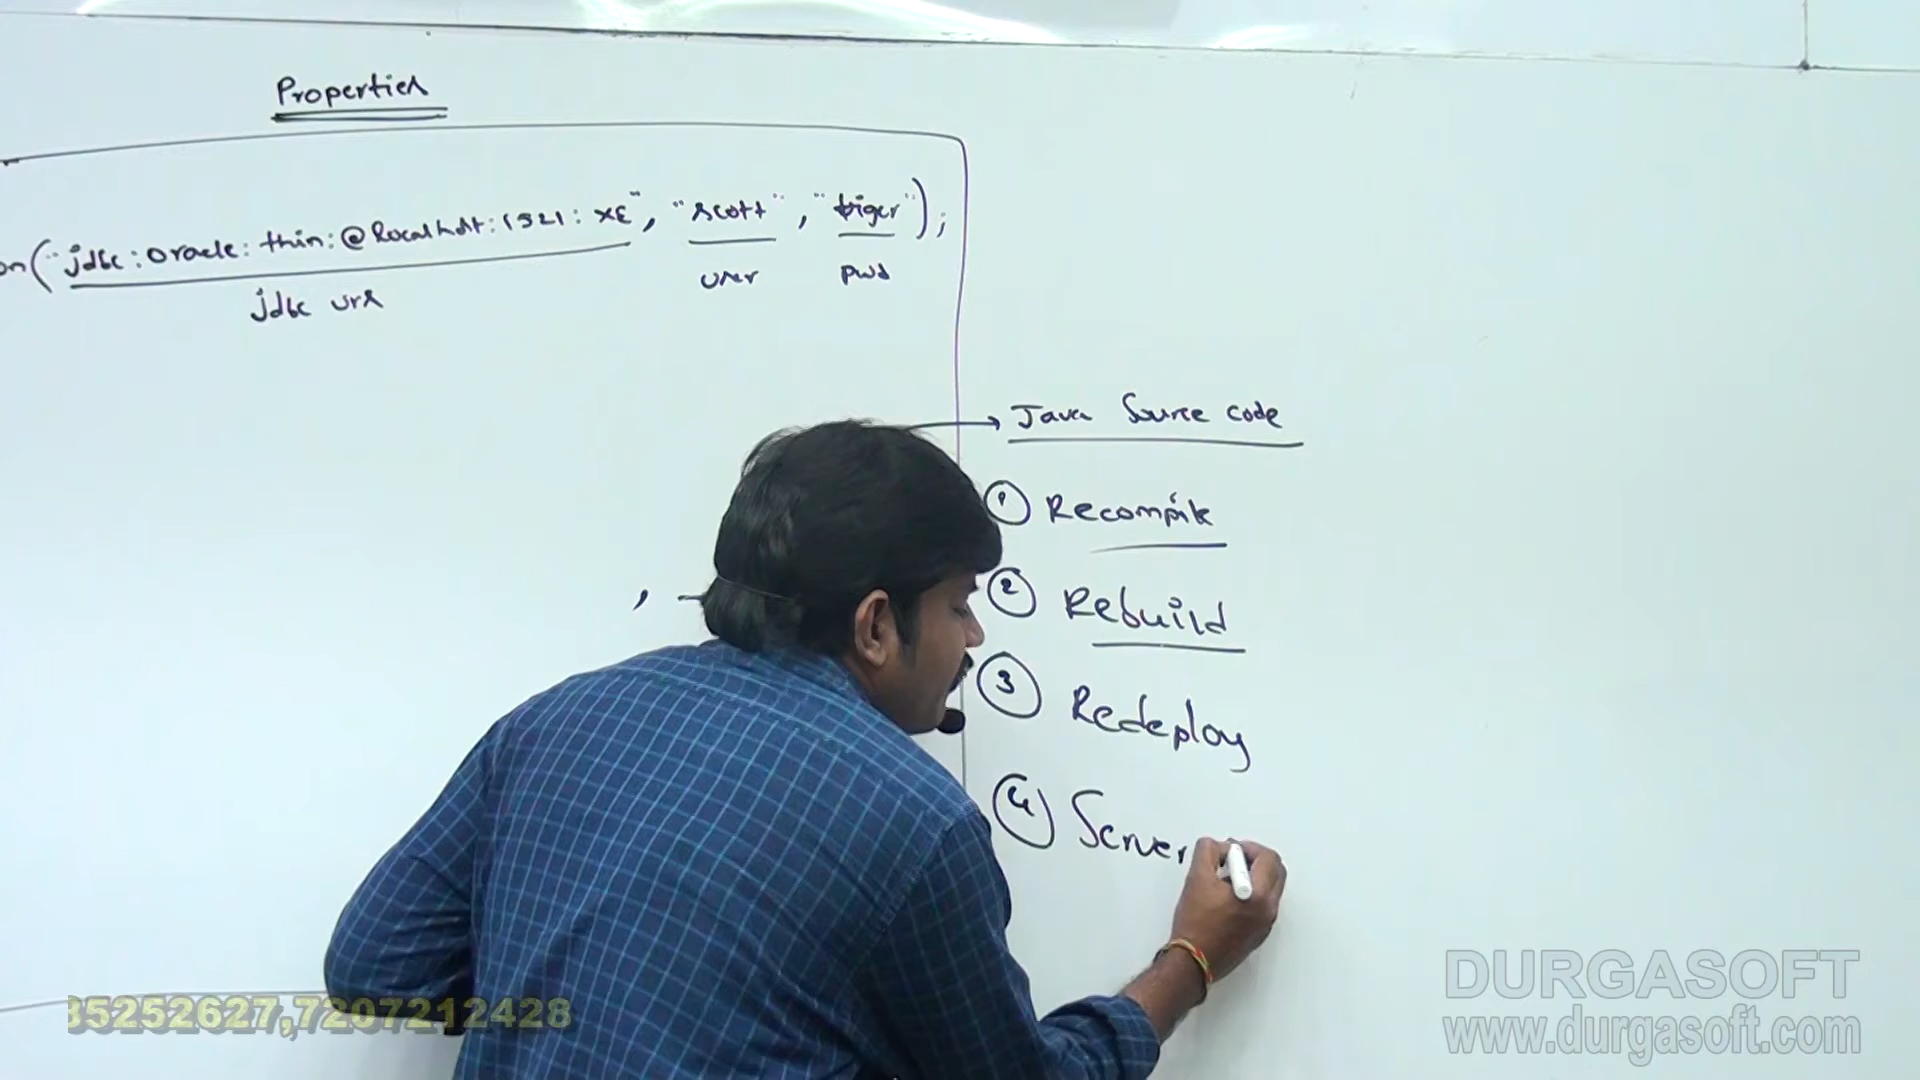 Properties
on("jdbc:oracle:thin:@localhost:1521:XE", "scott", "tiger");
jdbc url
user
pwd
Java Source code
① Recompile
② Rebuild
③ Redeploy
④ Server
35252627,7207212428
DURGASOFT
www.durgasoft.com